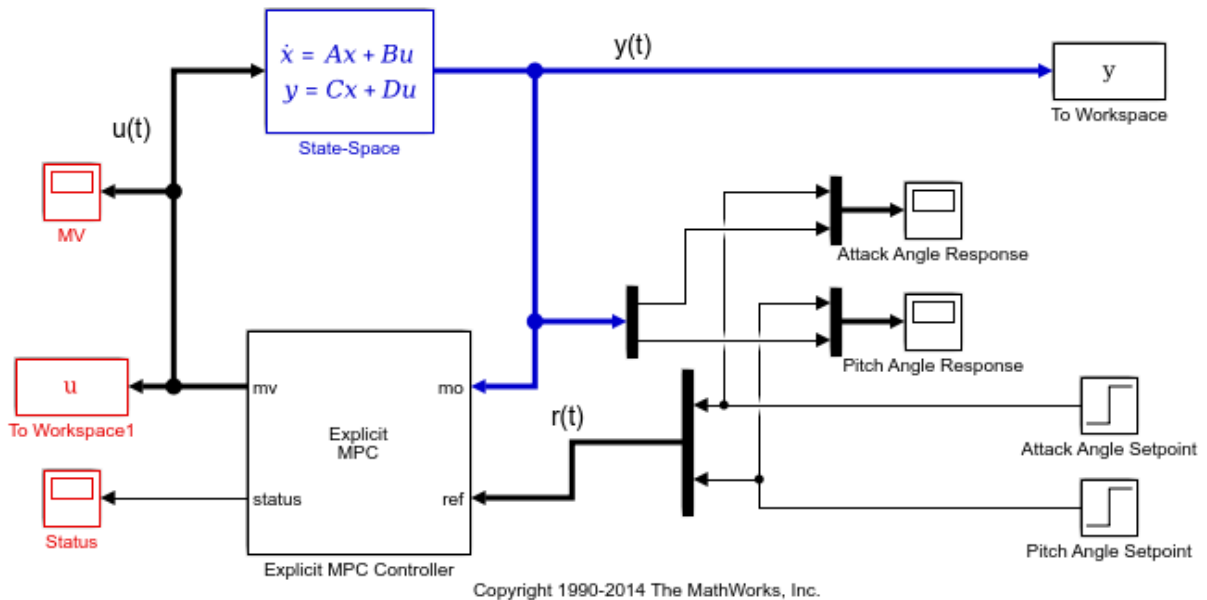 ẋ = Ax + Bu
y = Cx + Du
State-Space
y(t)
y
To Workspace
u(t)
MV
Attack Angle Response
Pitch Angle Response
u
To Workspace1
mv
mo
Explicit
MPC
r(t)
Attack Angle Setpoint
status
ref
Status
Explicit MPC Controller
Pitch Angle Setpoint
Copyright 1990-2014 The MathWorks, Inc.